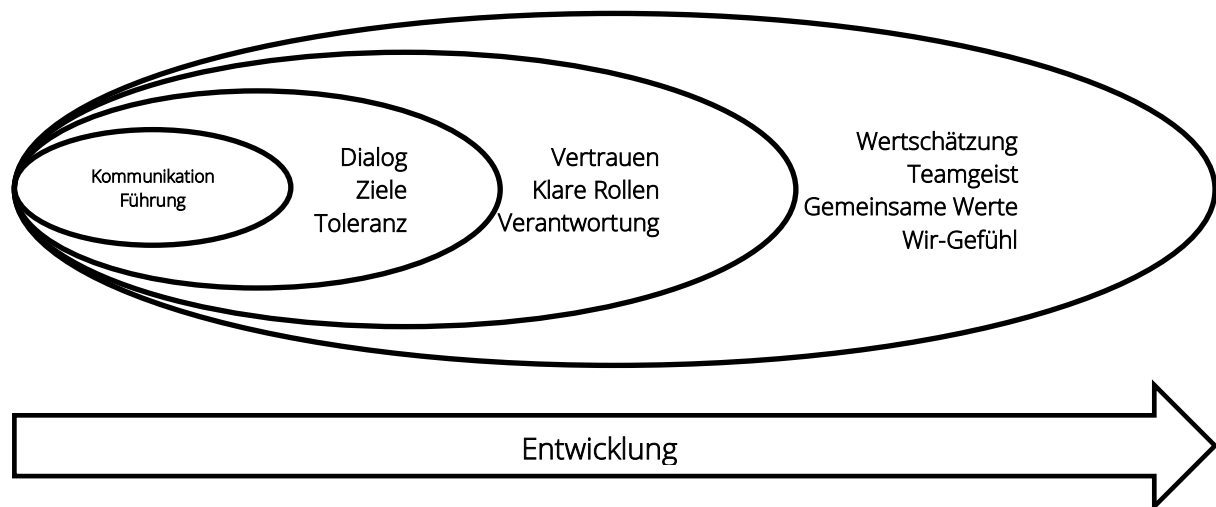 Kommunikation
Führung
Dialog
Ziele
Toleranz
Vertrauen
Klare Rollen
Verantwortung
Wertschätzung
Teamgeist
Gemeinsame Werte
Wir-Gefühl
Entwicklung